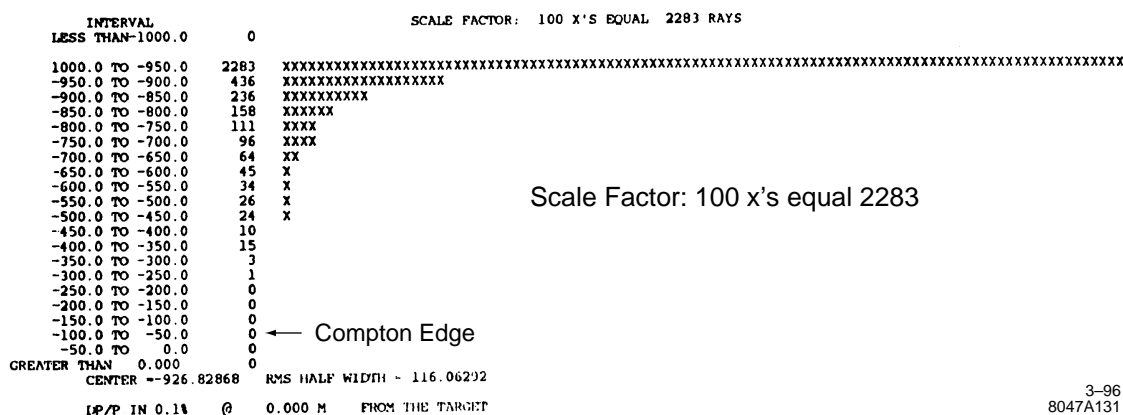 INTERVAL SCALE FACTOR: 100 X'S EQUAL 2283 RAYS
LESS THAN-1000.0 0
1000.0 TO -950.0 2283 XXXXXXXXXXXXXXXXXXXXXXXXXXXXXXXXXXXXXXXXXXXXXXXXXXXXXXXXXXXXXXXXXXXXXXXXXXXXXXXXXXXXXXXXXXXXXXXXXXXX
-950.0 TO -900.0 436 XXXXXXXXXXXXXXXXXXX
-900.0 TO -850.0 236 XXXXXXXXXX
-850.0 TO -800.0 158 XXXXXX
-800.0 TO -750.0 111 XXXX
-750.0 TO -700.0 96 XXXX
-700.0 TO -650.0 64 XX
-650.0 TO -600.0 45 X
-600.0 TO -550.0 34 X
-550.0 TO -500.0 26 X
-500.0 TO -450.0 24 X
-450.0 TO -400.0 10
-400.0 TO -350.0 15
-350.0 TO -300.0 3
-300.0 TO -250.0 1
-250.0 TO -200.0 0
-200.0 TO -150.0 0
-150.0 TO -100.0 0
-100.0 TO -50.0 0 ← Compton Edge
-50.0 TO 0.0 0
GREATER THAN 0.000 0
Scale Factor: 100 x's equal 2283
CENTER =-926.82868 RMS HALF WIDTH = 116.06292
DP/P IN 0.1% @ 0.000 M FROM THE TARGET
3–96
8047A131